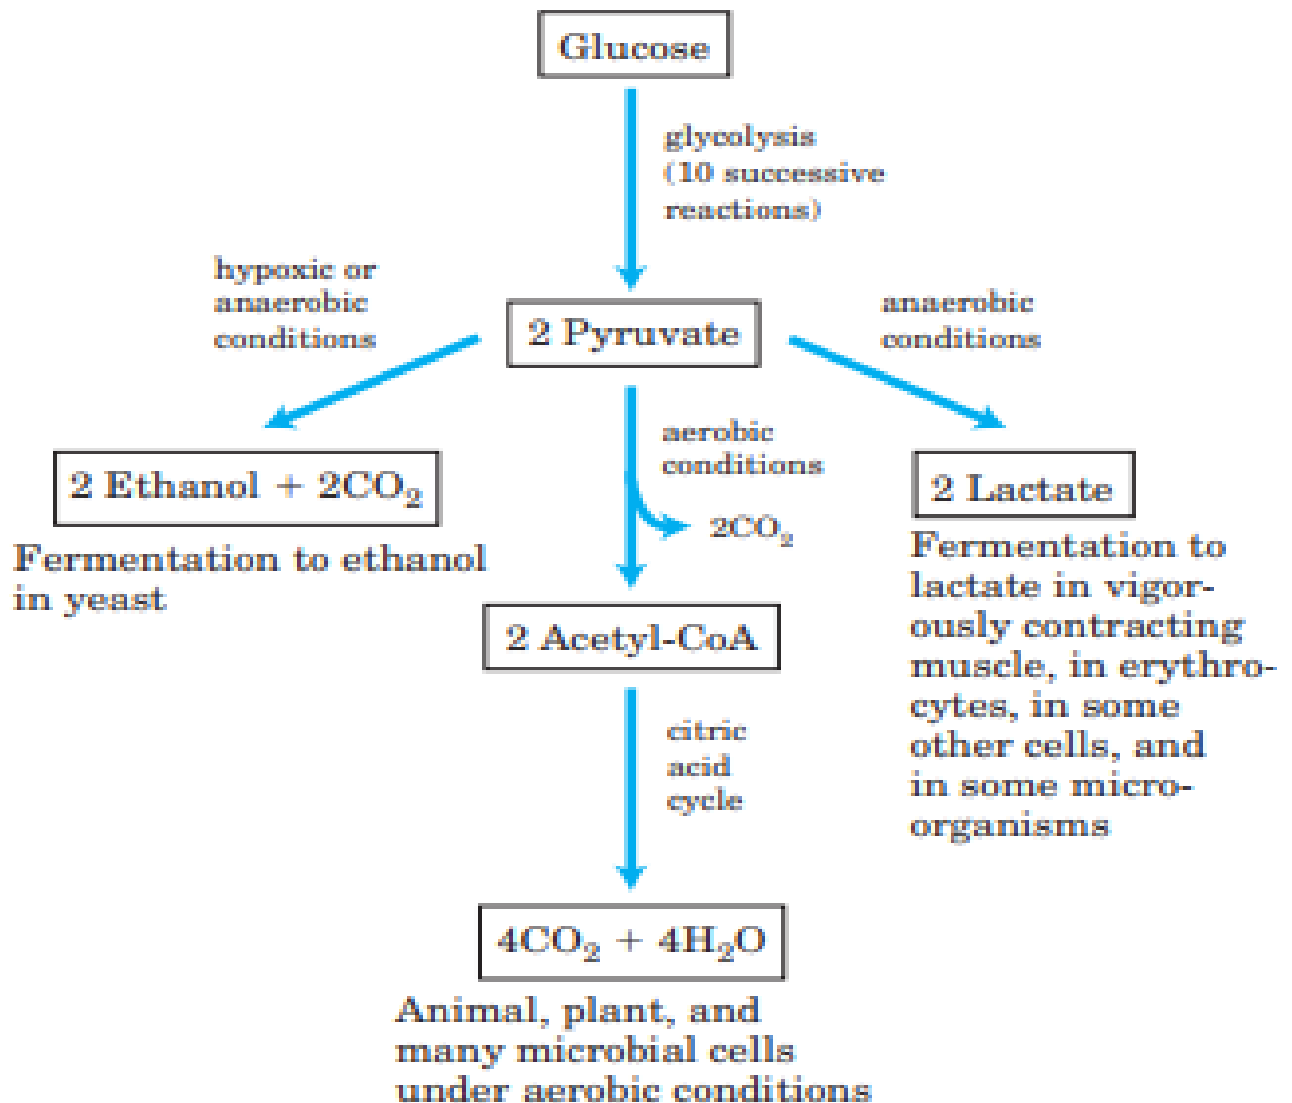 Glucose
glycolysis
(10 successive
reactions)
hypoxic or
anaerobic
conditions
2 Pyruvate
anaerobic
conditions
2 Ethanol + 2CO₂
Fermentation to ethanol
in yeast
aerobic
conditions
2CO₂
2 Lactate
Fermentation to
lactate in vigor-
ously contracting
muscle, in erythro-
cytes, in some
other cells, and
in some micro-
organisms
2 Acetyl-CoA
citric
acid
cycle
4CO₂ + 4H₂O
Animal, plant, and
many microbial cells
under aerobic conditions